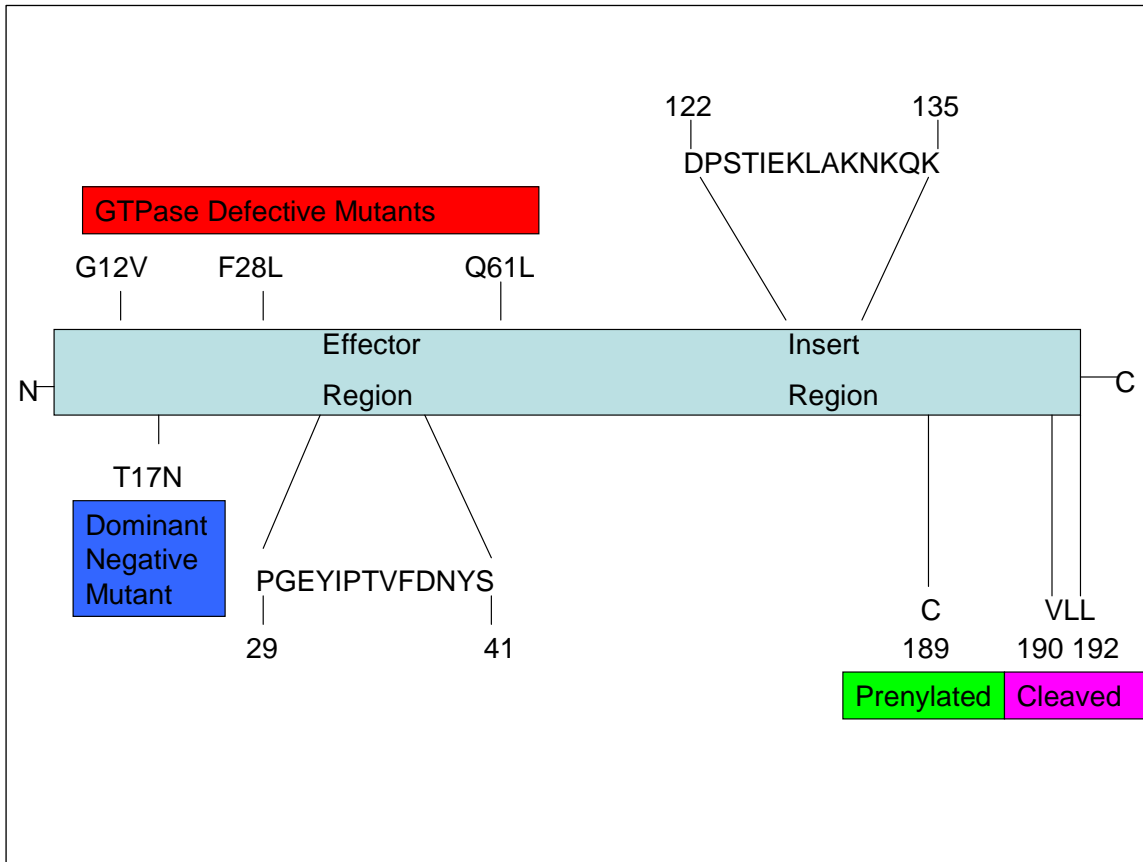 122 135
DPSTIEKLAKNKQK
GTPase Defective Mutants
G12V F28L Q61L
Effector
Region
Insert
Region
N
C
T17N
Dominant
Negative
Mutant
PGEYIPTVFDNYS
29 41
C
189
VLL
190 192
Prenylated
Cleaved